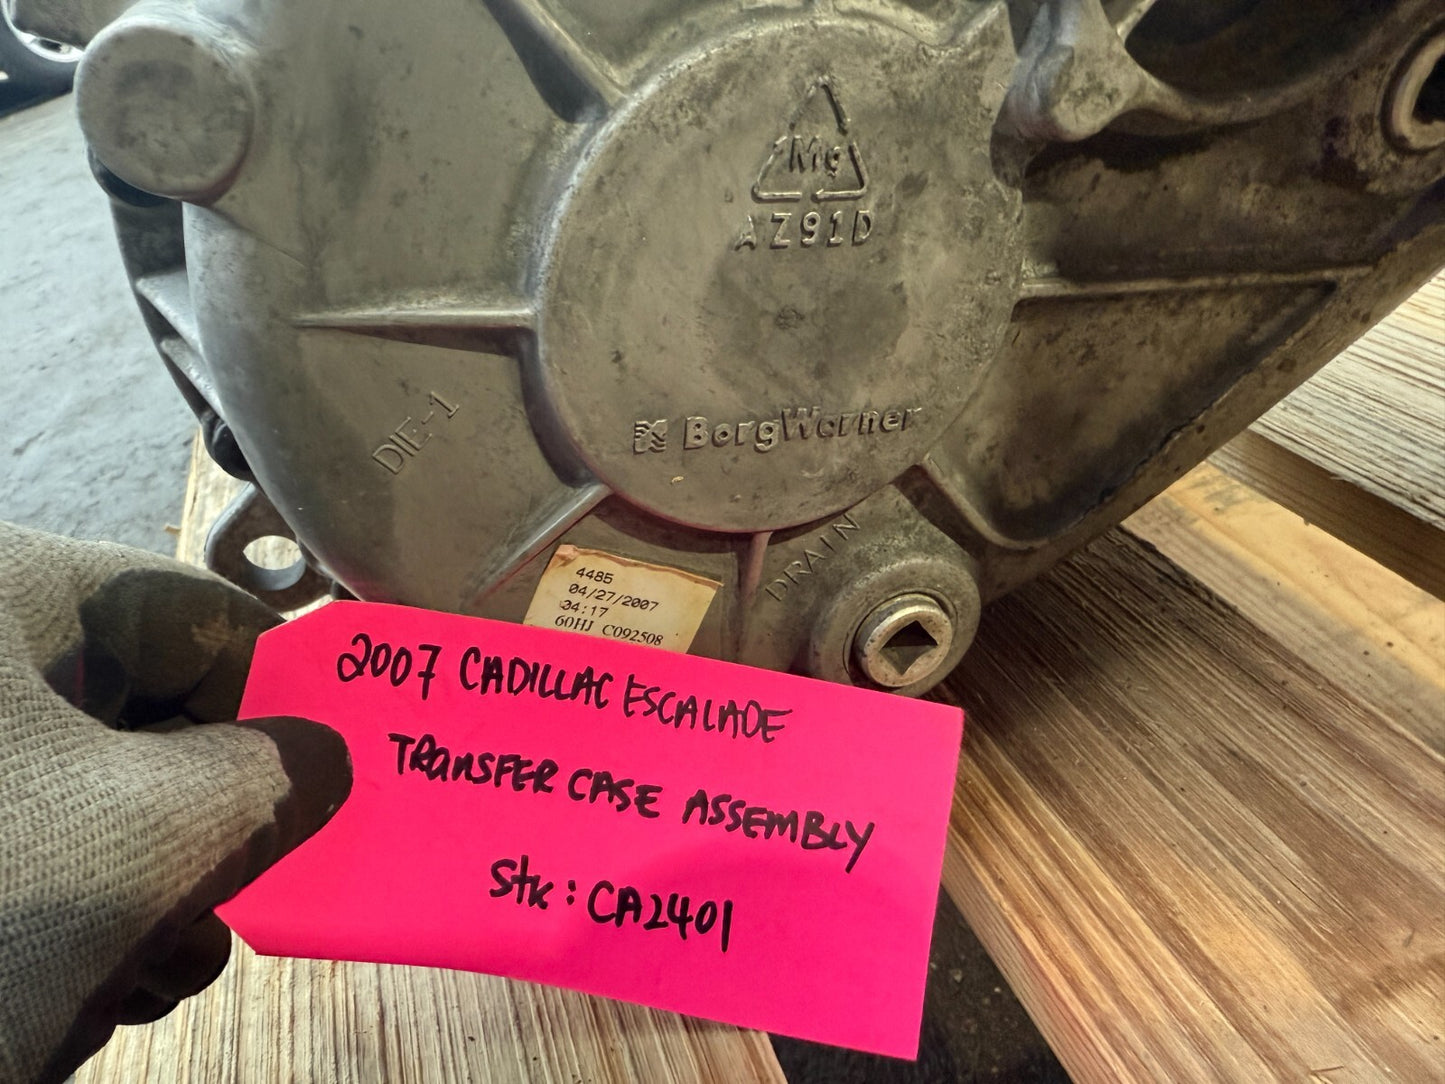 Mg
AZ91D
DIE-1
BorgWarner
DRAIN
4485
04/27/2007
04:17
60HJ C092508
2007 CADILLAC ESCALADE
TRANSFER CASE ASSEMBLY
Stk: CA2401